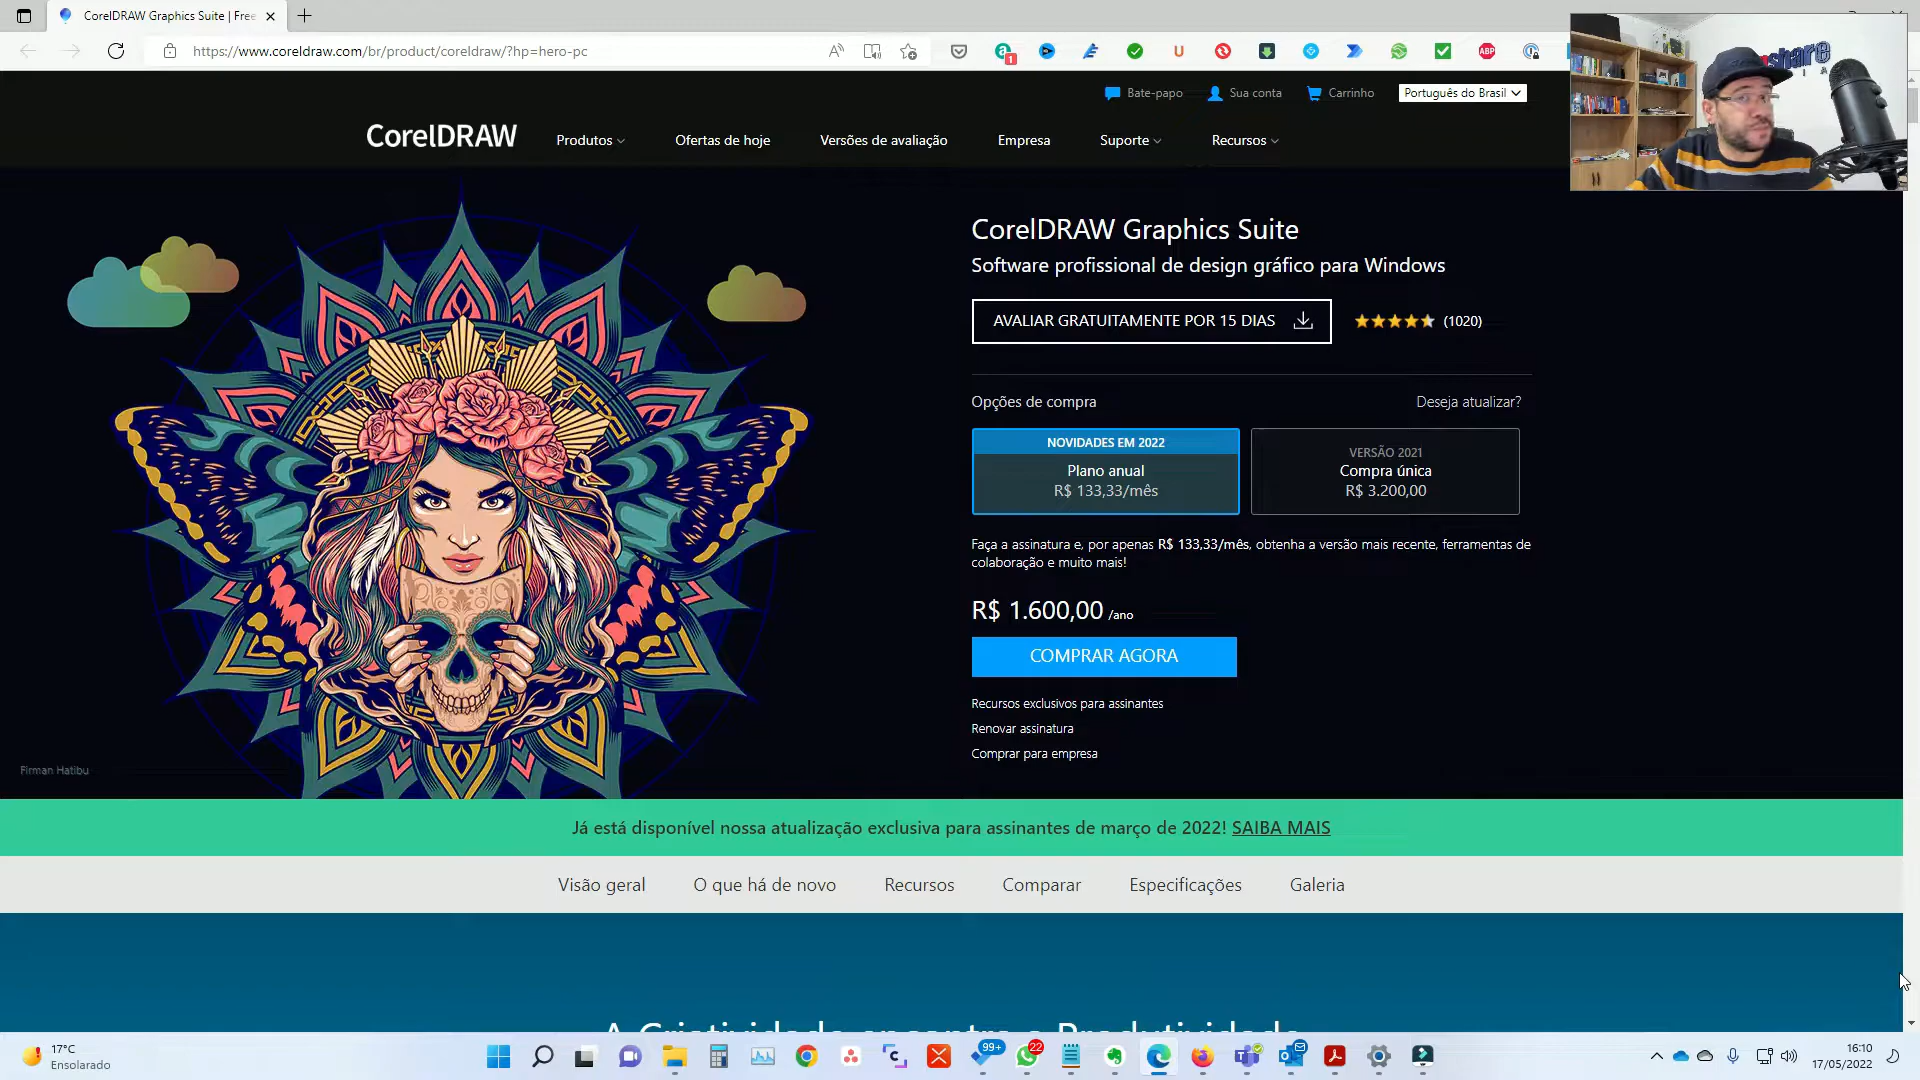 CorelDRAW Graphics Suite | Free
https://www.coreldraw.com/br/product/coreldraw/?hp=hero-pc
Bate-papo
Sua conta
Carrinho
Português do Brasil
CorelDRAW
Produtos
Ofertas de hoje
Versões de avaliação
Empresa
Suporte
Recursos
CorelDRAW Graphics Suite
Software profissional de design gráfico para Windows
AVALIAR GRATUITAMENTE POR 15 DIAS
(1020)
Opções de compra
Deseja atualizar?
NOVIDADES EM 2022
Plano anual
R$ 133,33/mês
VERSÃO 2021
Compra única
R$ 3.200,00
Faça a assinatura e, por apenas R$ 133,33/mês, obtenha a versão mais recente, ferramentas de
colaboração e muito mais!
R$ 1.600,00 /ano
COMPRAR AGORA
Recursos exclusivos para assinantes
Renovar assinatura
Comprar para empresa
Firman Hatibu
Já está disponível nossa atualização exclusiva para assinantes de março de 2022! SAIBA MAIS
Visão geral
O que há de novo
Recursos
Comparar
Especificações
Galeria
A Criatividade encontra a Produtividade
17°C
Ensolarado
99+
22
16:10
17/05/2022